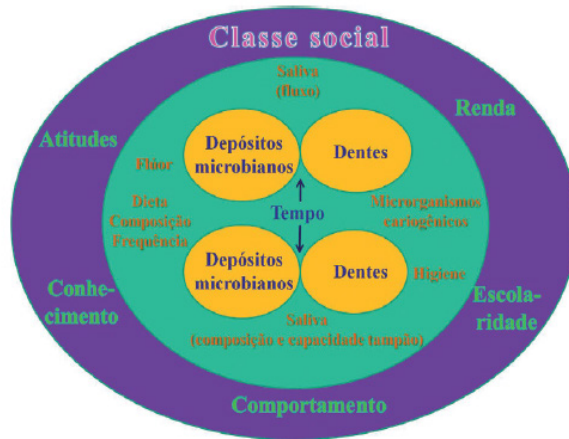 Classe social
Saliva
(fluxo)
Renda
Atitudes
Depósitos
microbianos
Dentes
Flúor
Dieta
Composição
Frequência
Tempo
Microrganismos
cariogênicos
Depósitos
microbianos
Dentes
Higiene
Conhe-
cimento
Saliva
(composição e capacidade tampão)
Escola-
ridade
Comportamento